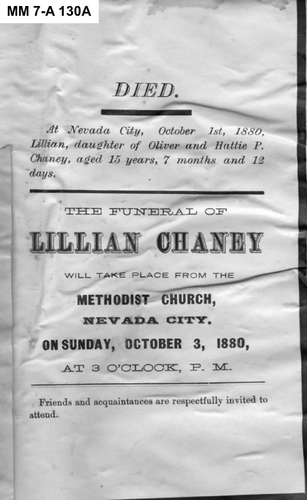 MM 7-A 130A
DIED.
At Nevada City, October 1st, 1880,
Lillian, daughter of Oliver and Hattie P.
Chaney, aged 15 years, 7 months and 12
days.
THE FUNERAL OF
LILLIAN CHANEY
WILL TAKE PLACE FROM THE
METHODIST CHURCH,
NEVADA CITY,
ON SUNDAY, OCTOBER 3, 1880,
AT 3 O'CLOCK, P. M.
Friends and acquaintances are respectfully invited to
attend.